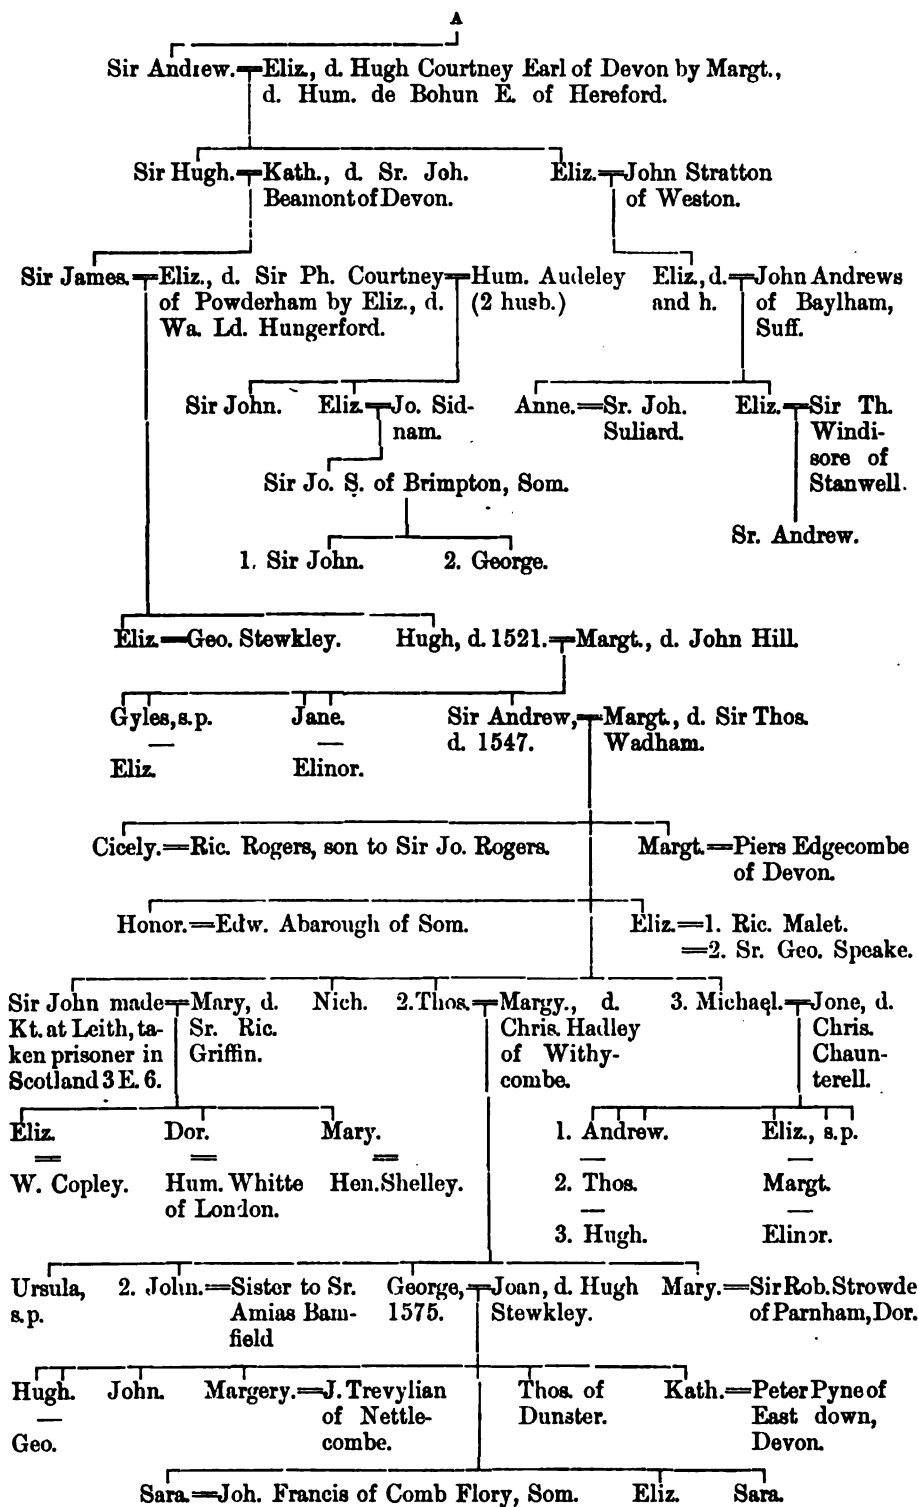 A
Sir Andrew. Eliz., d. Hugh Courtney Earl of Devon by Margt.,
d. Hum. de Bohun E. of Hereford.
Sir Hugh. Kath., d. Sr. Joh. Eliz. John Stratton
Beamont of Devon. of Weston.
Sir James. Eliz., d. Sir Ph. Courtney Hum. Audeley Eliz., d. John Andrews
of Powderham by Eliz., d. (2 husb.) and h. of Baylham,
Wa. Ld. Hungerford. Suff.
Sir John. Eliz. Jo. Sid- Anne.=Sr. Joh. Eliz. Sir Th.
nam. Suliard. Windi-
sore of
Sir Jo. S. of Brimpton, Som. Stanwell.
Sr. Andrew.
1. Sir John. 2. George.
Eliz.=Geo. Stewkley. Hugh, d. 1521. Margt., d. John Hill.
Gyles, s.p. Jane. Sir Andrew, Margt., d. Sir Thos.
— — d. 1547. Wadham.
Eliz. Elinor.
Cicely.=Ric. Rogers, son to Sir Jo. Rogers. Margt.=Piers Edgecombe
of Devon.
Honor.=Edw. Abarough of Som. Eliz.=1. Ric. Malet.
=2. Sr. Geo. Speake.
Sir John made Mary, d. Nich. 2. Thos. Margy., d. 3. Michael. Jone, d.
Kt. at Leith, ta- Sr. Ric. Chris. Hadley Chris.
ken prisoner in Griffin. of Withy- Chaun-
Scotland 3 E. 6. combe. terell.
Eliz. Dor. Mary. 1. Andrew. Eliz., s.p.
= = = — —
W. Copley. Hum. Whitte Hen. Shelley. 2. Thos. Margt.
of London. — —
3. Hugh. Elinor.
Ursula, 2. John.=Sister to Sr. George, Joan, d. Hugh Mary.=Sir Rob. Strowde
s.p. Amias Bam- 1575. Stewkley. of Parnham, Dor.
field
Hugh. John. Margery.=J. Trevylian Thos. of Kath.=Peter Pyne of
— of Nettle- Dunster. East down,
Geo. combe. Devon.
Sara.=Joh. Francis of Comb Flory, Som. Eliz. Sara.